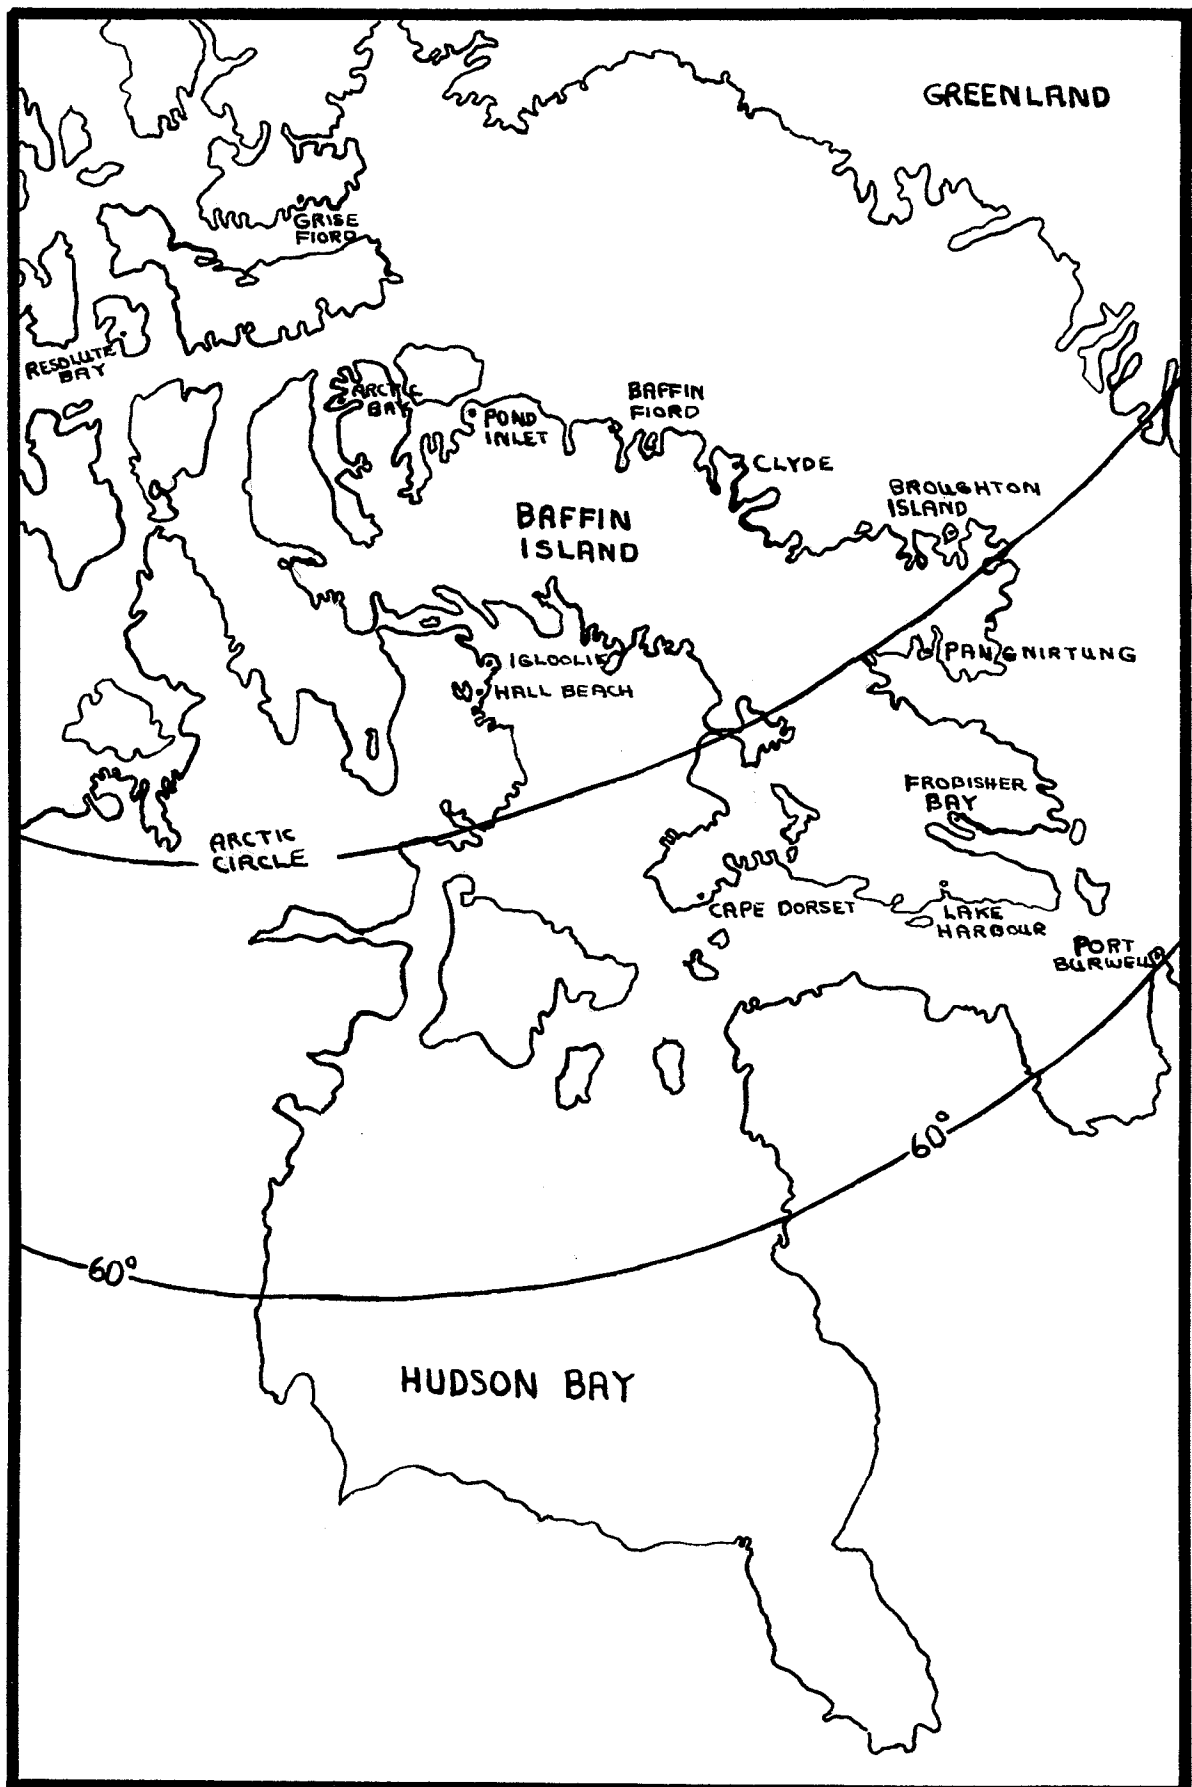 GREENLAND
GRISE
FIORD
RESOLUTE
BAY
ARCTIC
BAY
POND
INLET
BAFFIN
FIORD
CLYDE
BROUGHTON
ISLAND
BAFFIN
ISLAND
IGLOOLIK
HALL BEACH
PANGNIRTUNG
FROBISHER
BAY
ARCTIC
CIRCLE
CAPE DORSET
LAKE
HARBOUR
PORT
BURWELL
60°
60°
HUDSON BAY